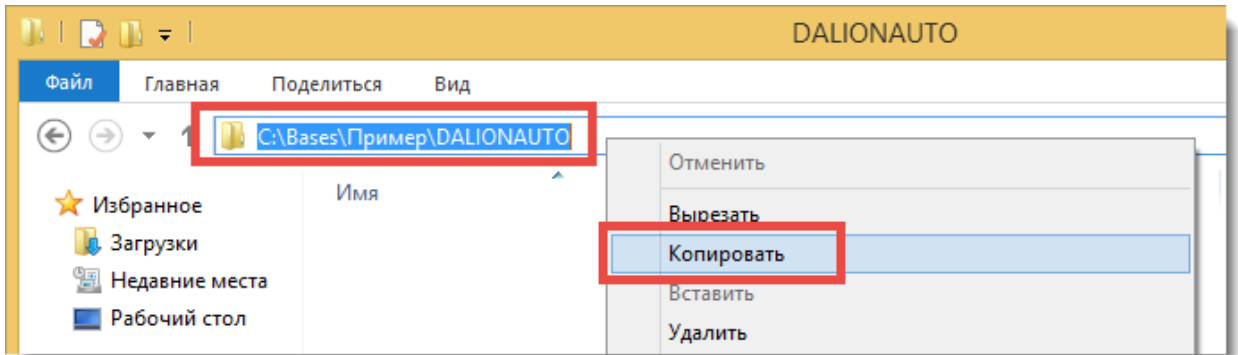 DALIONAUTO
Файл Главная Поделиться Вид
C:\Bases\Пример\DALIONAUTO
Отменить
Избранное Имя
Вырезать
Загрузки
Копировать
Недавние места
Вставить
Рабочий стол
Удалить